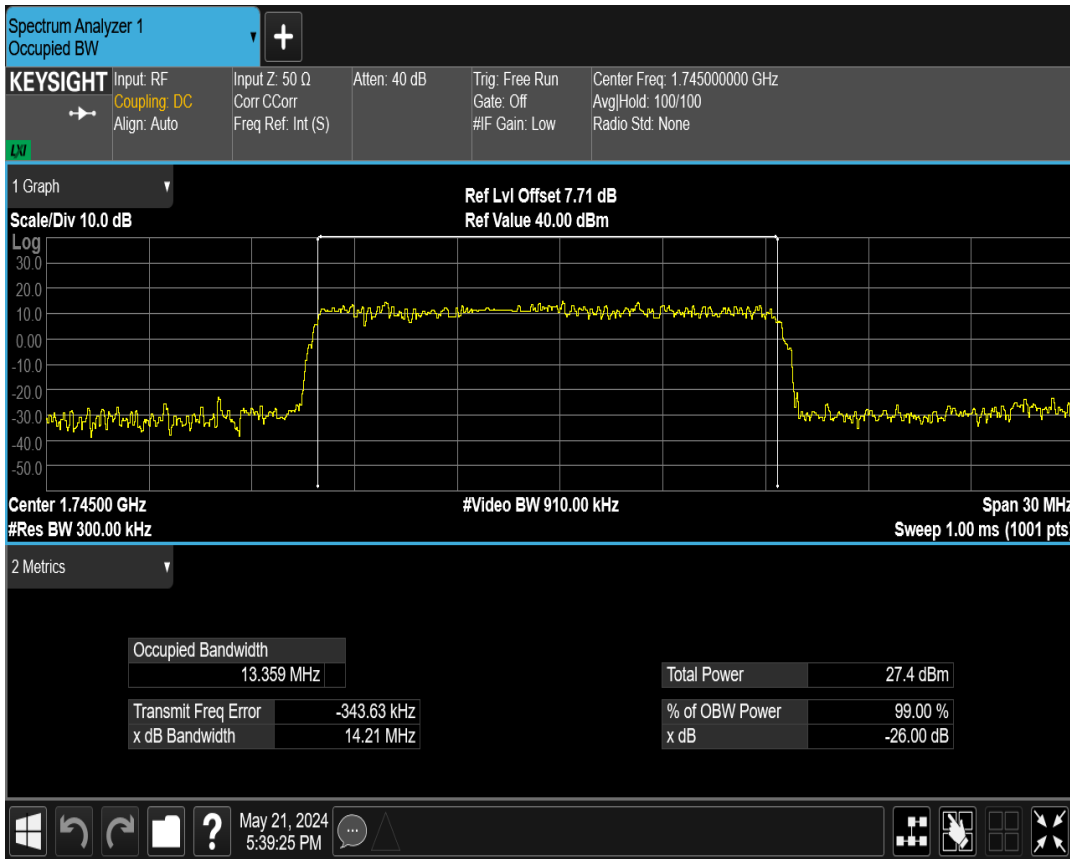 Spectrum Analyzer 1
Occupied BW
KEYSIGHT
LXI
Input: RF
Coupling: DC
Align: Auto
Input Z: 50 Ω
Corr CCorr
Freq Ref: Int (S)
Atten: 40 dB
Trig: Free Run
Gate: Off
#IF Gain: Low
Center Freq: 1.745000000 GHz
Avg|Hold: 100/100
Radio Std: None
1 Graph
Scale/Div 10.0 dB
Ref Lvl Offset 7.71 dB
Ref Value 40.00 dBm
Log
30.0
20.0
10.0
0.00
-10.0
-20.0
-30.0
-40.0
-50.0
Center 1.74500 GHz
#Video BW 910.00 kHz
Span 30 MHz
#Res BW 300.00 kHz
Sweep 1.00 ms (1001 pts)
2 Metrics
Occupied Bandwidth
13.359 MHz
Transmit Freq Error -343.63 kHz
x dB Bandwidth 14.21 MHz
Total Power 27.4 dBm
% of OBW Power 99.00 %
x dB -26.00 dB
May 21, 2024
5:39:25 PM